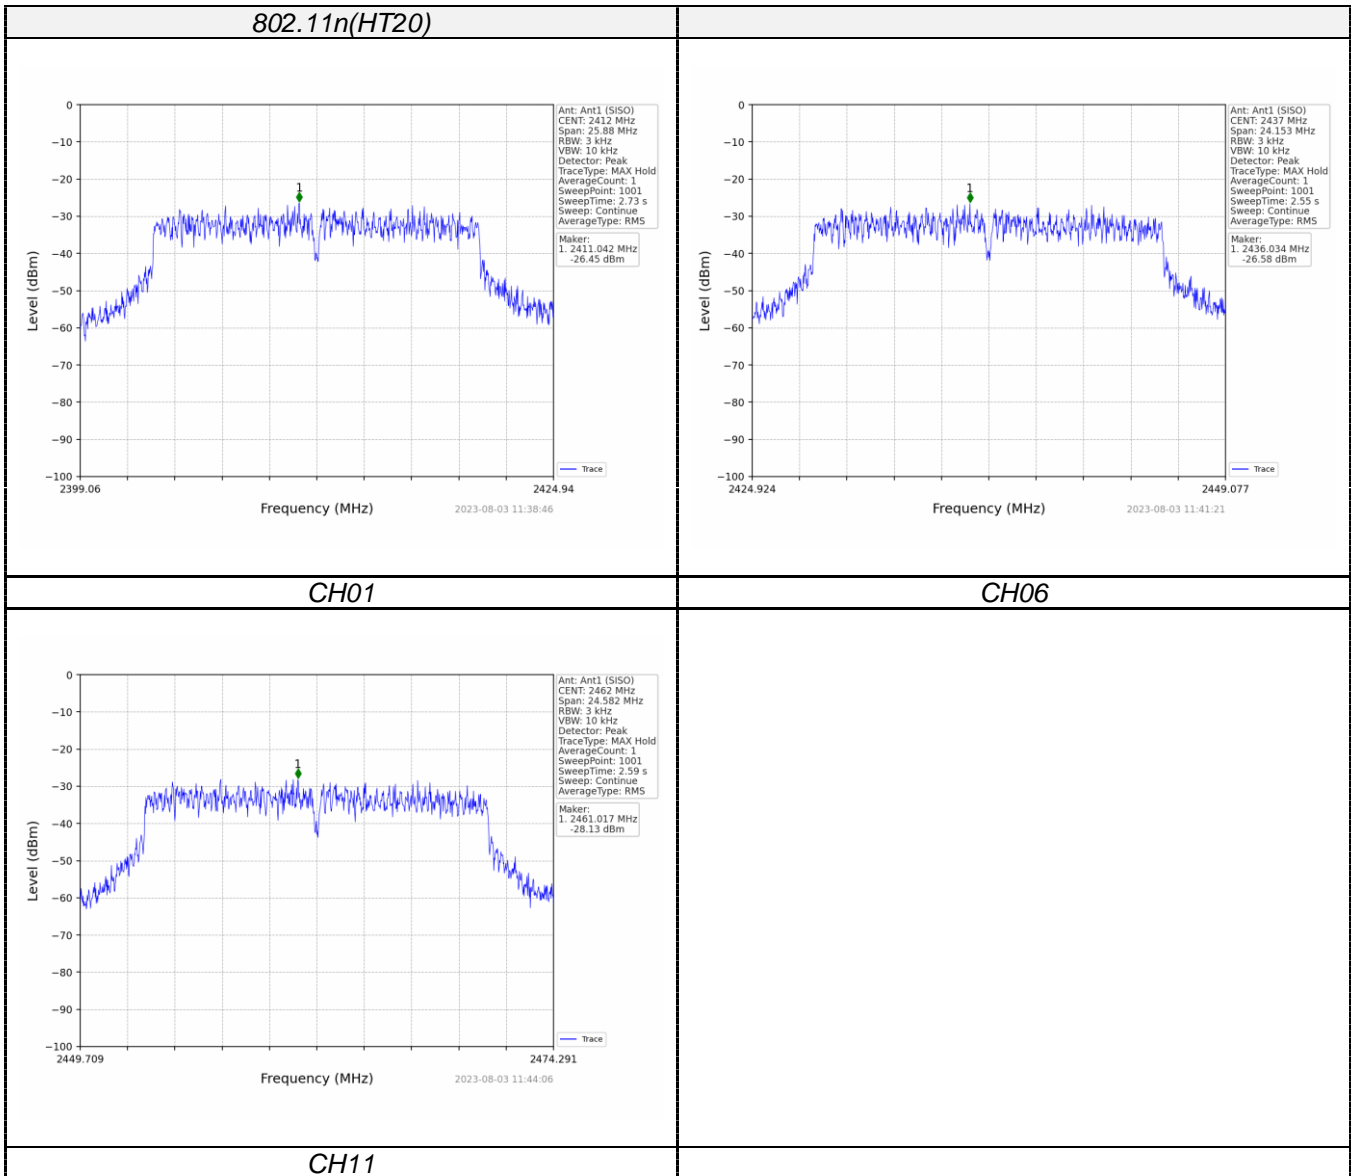 802.11n(HT20)
0
−10
−20
−30
−40
−50
−60
−70
−80
−90
−100
Level (dBm)
1
2399.06
2424.94
Frequency (MHz)
2023-08-03 11:38:46
Ant: Ant1 (SISO)
CENT: 2412 MHz
Span: 25.88 MHz
RBW: 3 kHz
VBW: 10 kHz
Detector: Peak
TraceType: MAX Hold
AverageCount: 1
SweepPoint: 1001
SweepTime: 2.73 s
Sweep: Continue
AverageType: RMS
Maker:
1. 2411.042 MHz
-26.45 dBm
Trace
0
−10
−20
−30
−40
−50
−60
−70
−80
−90
−100
Level (dBm)
1
2424.924
2449.077
Frequency (MHz)
2023-08-03 11:41:21
Ant: Ant1 (SISO)
CENT: 2437 MHz
Span: 24.153 MHz
RBW: 3 kHz
VBW: 10 kHz
Detector: Peak
TraceType: MAX Hold
AverageCount: 1
SweepPoint: 1001
SweepTime: 2.55 s
Sweep: Continue
AverageType: RMS
Maker:
1. 2436.034 MHz
-26.58 dBm
Trace
CH01
CH06
0
−10
−20
−30
−40
−50
−60
−70
−80
−90
−100
Level (dBm)
1
2449.709
2474.291
Frequency (MHz)
2023-08-03 11:44:06
Ant: Ant1 (SISO)
CENT: 2462 MHz
Span: 24.582 MHz
RBW: 3 kHz
VBW: 10 kHz
Detector: Peak
TraceType: MAX Hold
AverageCount: 1
SweepPoint: 1001
SweepTime: 2.59 s
Sweep: Continue
AverageType: RMS
Maker:
1. 2461.017 MHz
-28.13 dBm
Trace
CH11